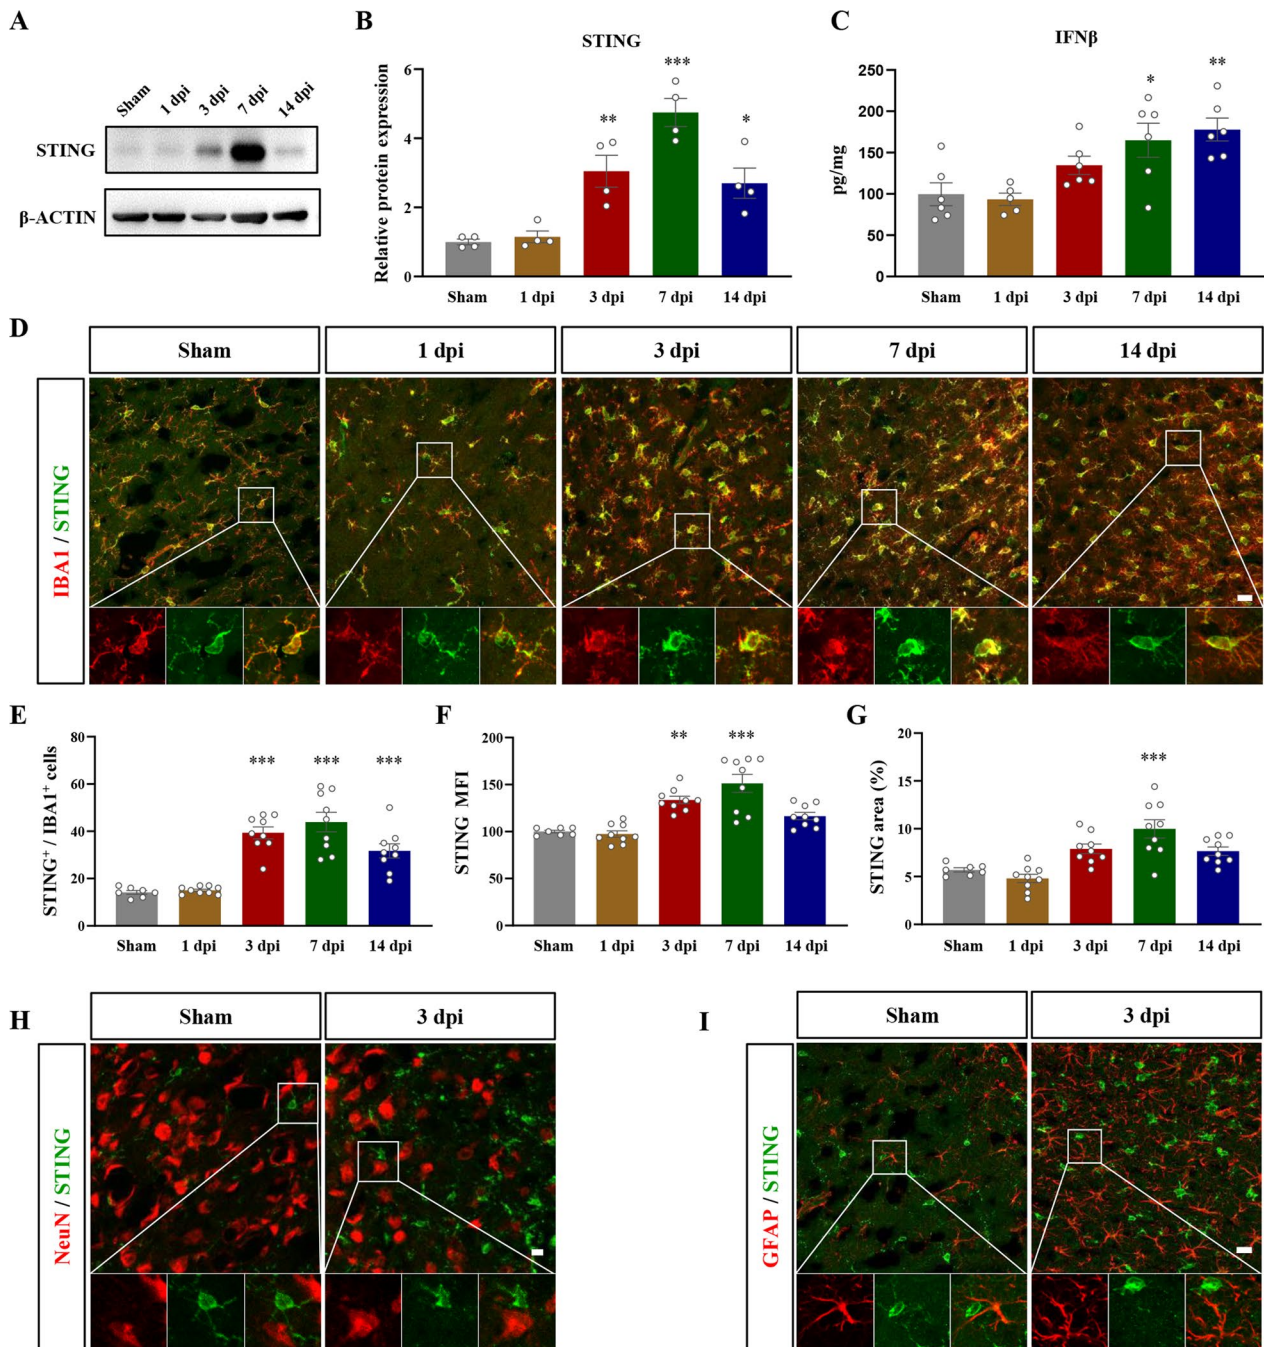 A
Sham
1 dpi
3 dpi
7 dpi
14 dpi
STING
β-ACTIN
B
STING
***
**
*
Relative protein expression
6
4
2
0
Sham
1 dpi
3 dpi
7 dpi
14 dpi
C
IFNβ
*
**
pg/mg
250
200
150
100
50
0
Sham
1 dpi
3 dpi
7 dpi
14 dpi
D
Sham
1 dpi
3 dpi
7 dpi
14 dpi
IBA1 / STING
E
STING⁺ / IBA1⁺ cells
80
60
40
20
0
***
***
***
Sham
1 dpi
3 dpi
7 dpi
14 dpi
F
STING MFI
200
150
100
50
0
**
***
Sham
1 dpi
3 dpi
7 dpi
14 dpi
G
STING area (%)
20
15
10
5
0
***
Sham
1 dpi
3 dpi
7 dpi
14 dpi
H
Sham
3 dpi
NeuN / STING
I
Sham
3 dpi
GFAP / STING